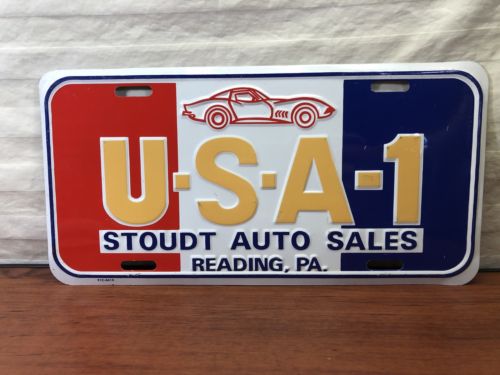 U-S-A-1
STOUDT AUTO SALES
READING, PA.